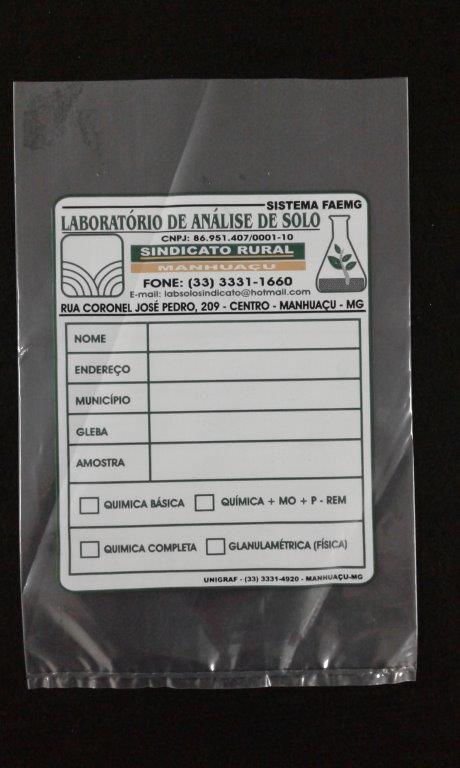 SISTEMA FAEMG
LABORATÓRIO DE ANÁLISE DE SOLO
CNPJ: 86.951.407/0001-10
SINDICATO RURAL
MANHUAÇU
FONE: (33) 3331-1660
E-mail: labsolosindicato@hotmail.com
RUA CORONEL JOSÉ PEDRO, 209 - CENTRO - MANHUAÇU - MG
NOME
ENDEREÇO
MUNICÍPIO
GLEBA
AMOSTRA
QUIMICA BÁSICA QUÍMICA + MO + P - REM
QUIMICA COMPLETA GLANULAMÉTRICA (FÍSICA)
UNIGRAF - (33) 3331-4920 - MANHUAÇU-MG